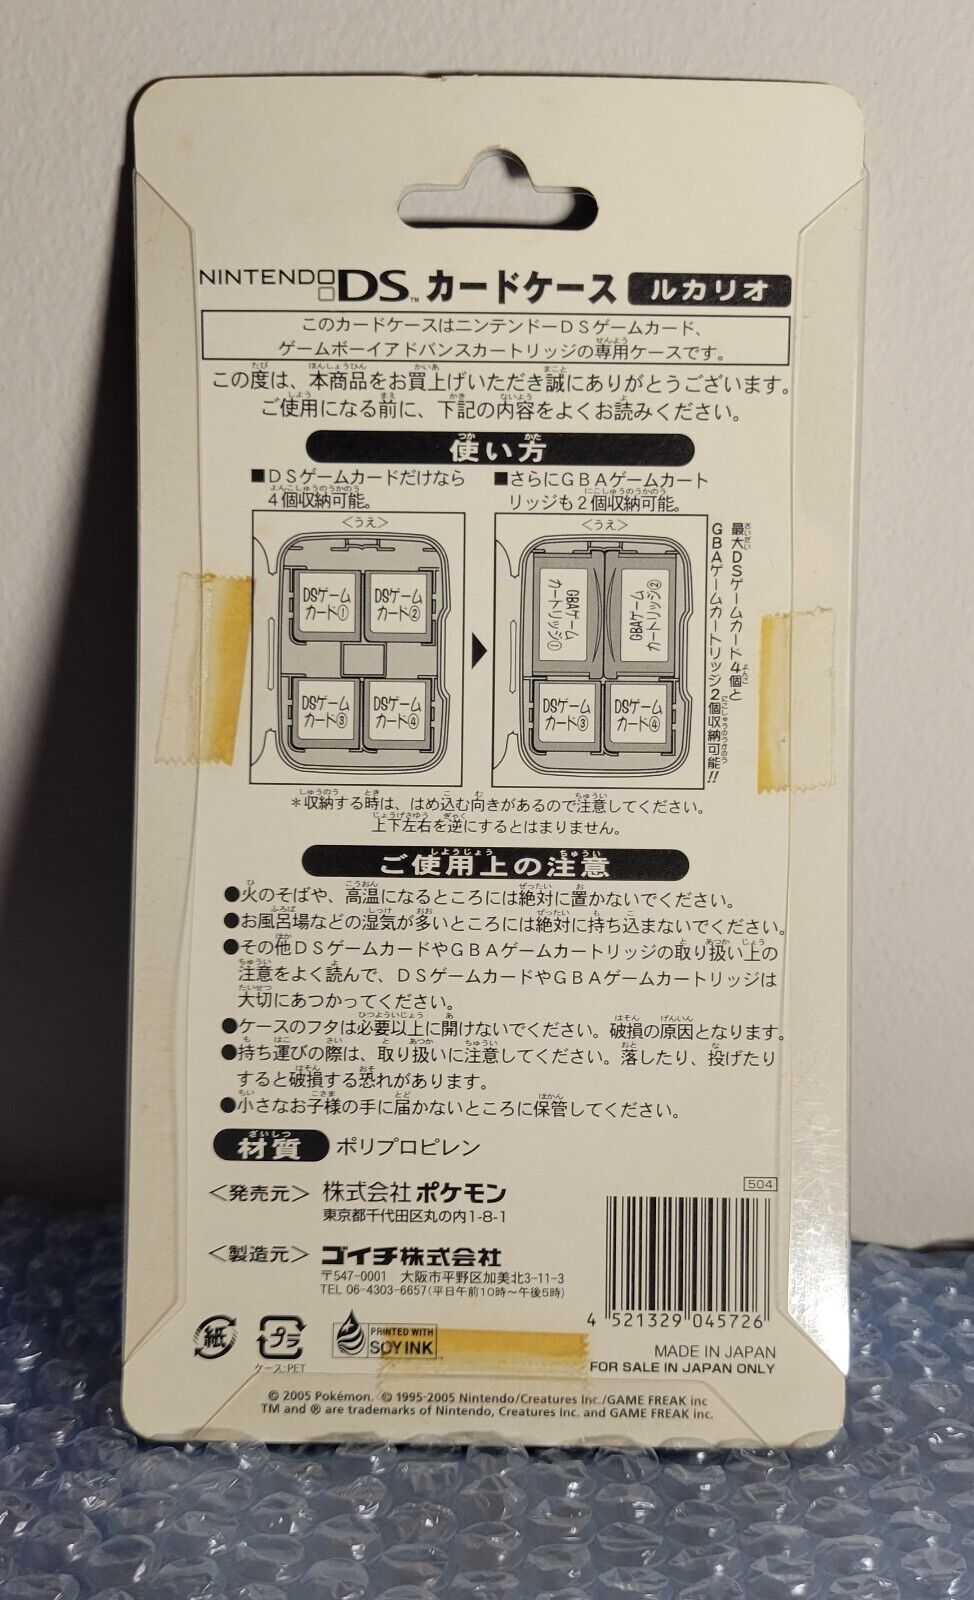 NINTENDO DS™ カードケース ルカリオ
このカードケースはニンテンドーDSゲームカード、
ゲームボーイアドバンスカートリッジの専用ケースです。
この度は、本商品をお買上げいただき誠にありがとうございます。
ご使用になる前に、下記の内容をよくお読みください。
使い方
■DSゲームカードだけなら
4個収納可能。
<うえ>
DSゲーム
カード①
DSゲーム
カード②
DSゲーム
カード③
DSゲーム
カード④
■さらにGBAゲームカート
リッジも2個収納可能。
<うえ>
GBAゲーム
カートリッジ①
GBAゲーム
カートリッジ②
DSゲーム
カード③
DSゲーム
カード④
最大DSゲームカード4個と
GBAゲームカートリッジ2個収納可能!!
*収納する時は、はめ込む向きがあるので注意してください。
上下左右を逆にするとはまりません。
ご使用上の注意
●火のそばや、高温になるところには絶対に置かないでください。
●お風呂場などの湿気が多いところには絶対に持ち込まないでください。
●その他DSゲームカードやGBAゲームカートリッジの取り扱い上の
注意をよく読んで、DSゲームカードやGBAゲームカートリッジは
大切にあつかってください。
●ケースのフタは必要以上に開けないでください。破損の原因となります。
●持ち運びの際は、取り扱いに注意してください。落したり、投げたり
すると破損する恐れがあります。
●小さなお子様の手に届かないところに保管してください。
材質 ポリプロピレン
<発売元> 株式会社 ポケモン
東京都千代田区丸の内1-8-1
<製造元> ゴイチ株式会社
〒547-0001 大阪市平野区加美北3-11-3
TEL 06-4303-6657(平日午前10時〜午後5時)
504
4 521329 045726
紙
プラ
ケース:PET
PRINTED WITH
SOY INK
MADE IN JAPAN
FOR SALE IN JAPAN ONLY
© 2005 Pokémon. © 1995-2005 Nintendo/Creatures Inc./GAME FREAK inc.
TM and ® are trademarks of Nintendo, Creatures Inc. and GAME FREAK inc.